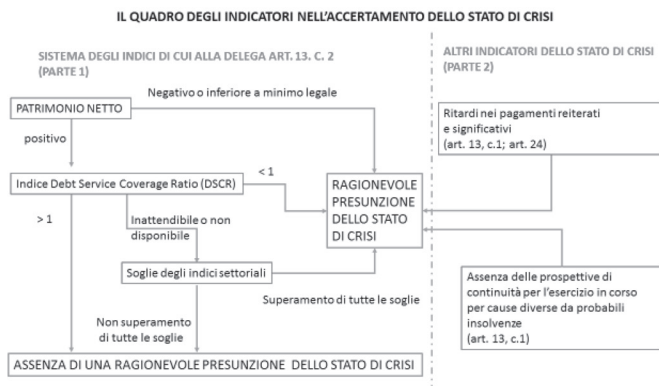 IL QUADRO DEGLI INDICATORI NELL'ACCERTAMENTO DELLO STATO DI CRISI
SISTEMA DEGLI INDICI DI CUI ALLA DELEGA ART. 13. C. 2
(PARTE 1)
ALTRI INDICATORI DELLO STATO DI CRISI
(PARTE 2)
Negativo o inferiore a minimo legale
PATRIMONIO NETTO
positivo
Ritardi nei pagamenti reiterati
e significativi
(art. 13, c.1; art. 24)
Indice Debt Service Coverage Ratio (DSCR)
< 1
RAGIONEVOLE
PRESUNZIONE
DELLO STATO
DI CRISI
> 1
Inattendibile o non
disponibile
Soglie degli indici settoriali
Superamento di tutte le soglie
Assenza delle prospettive di
continuità per l'esercizio in corso
per cause diverse da probabili
insolvenze
(art. 13, c.1)
Non superamento
di tutte le soglie
ASSENZA DI UNA RAGIONEVOLE PRESUNZIONE DELLO STATO DI CRISI